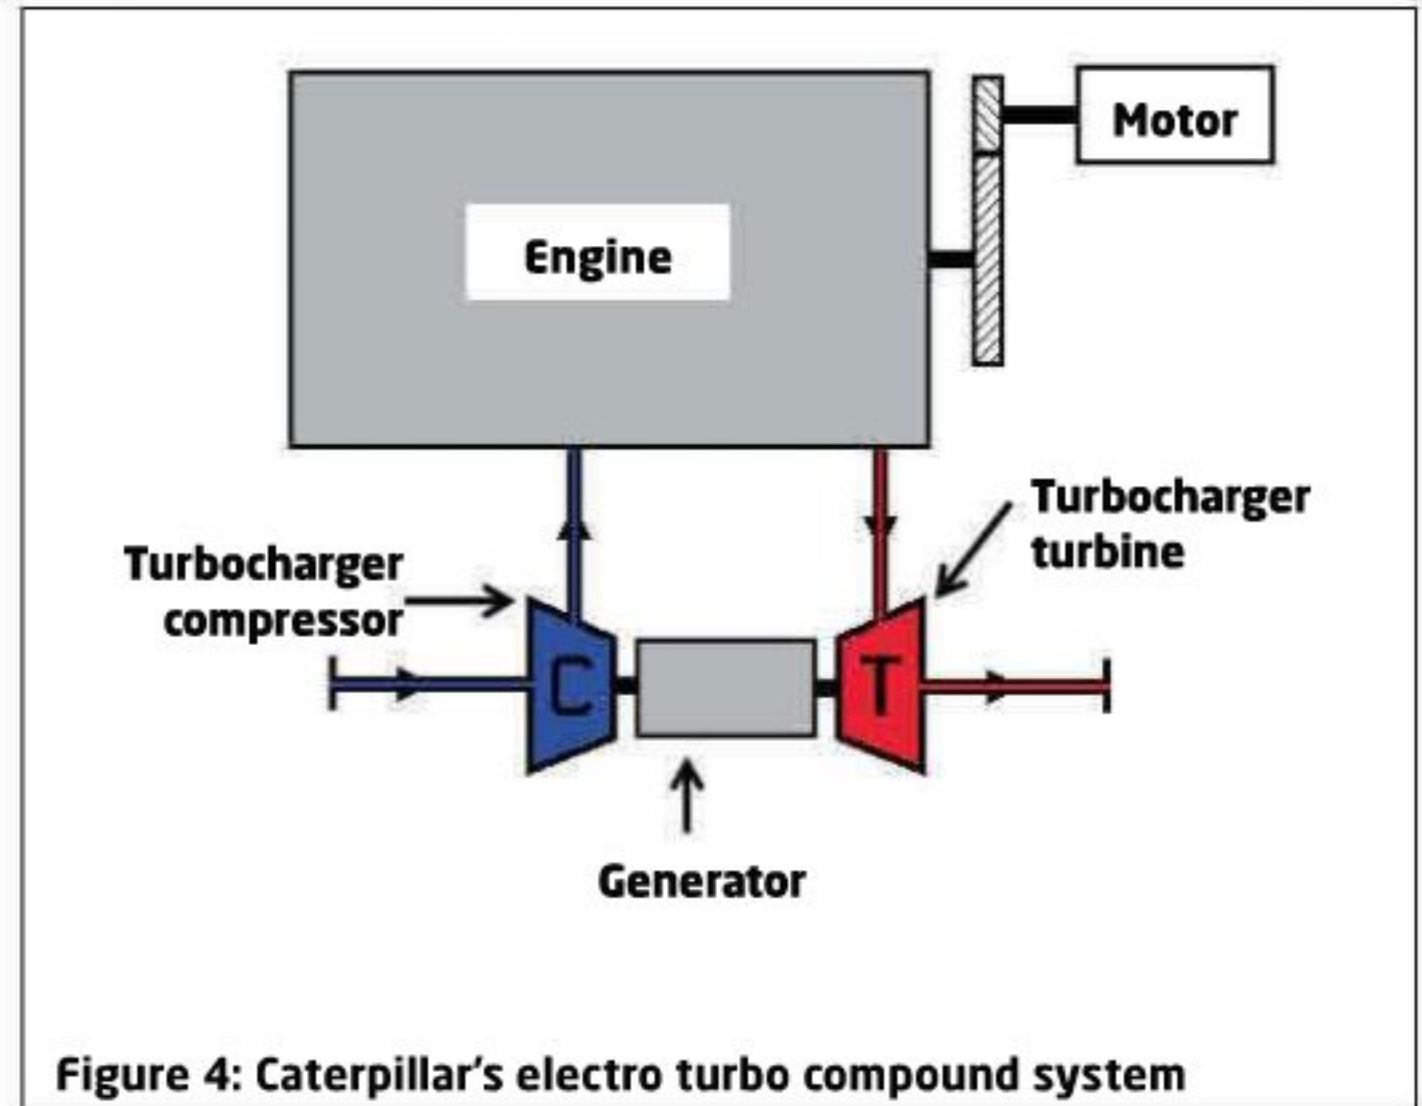 Motor
Engine
Turbocharger
turbine
Turbocharger
compressor
C
T
Generator
Figure 4: Caterpillar's electro turbo compound system